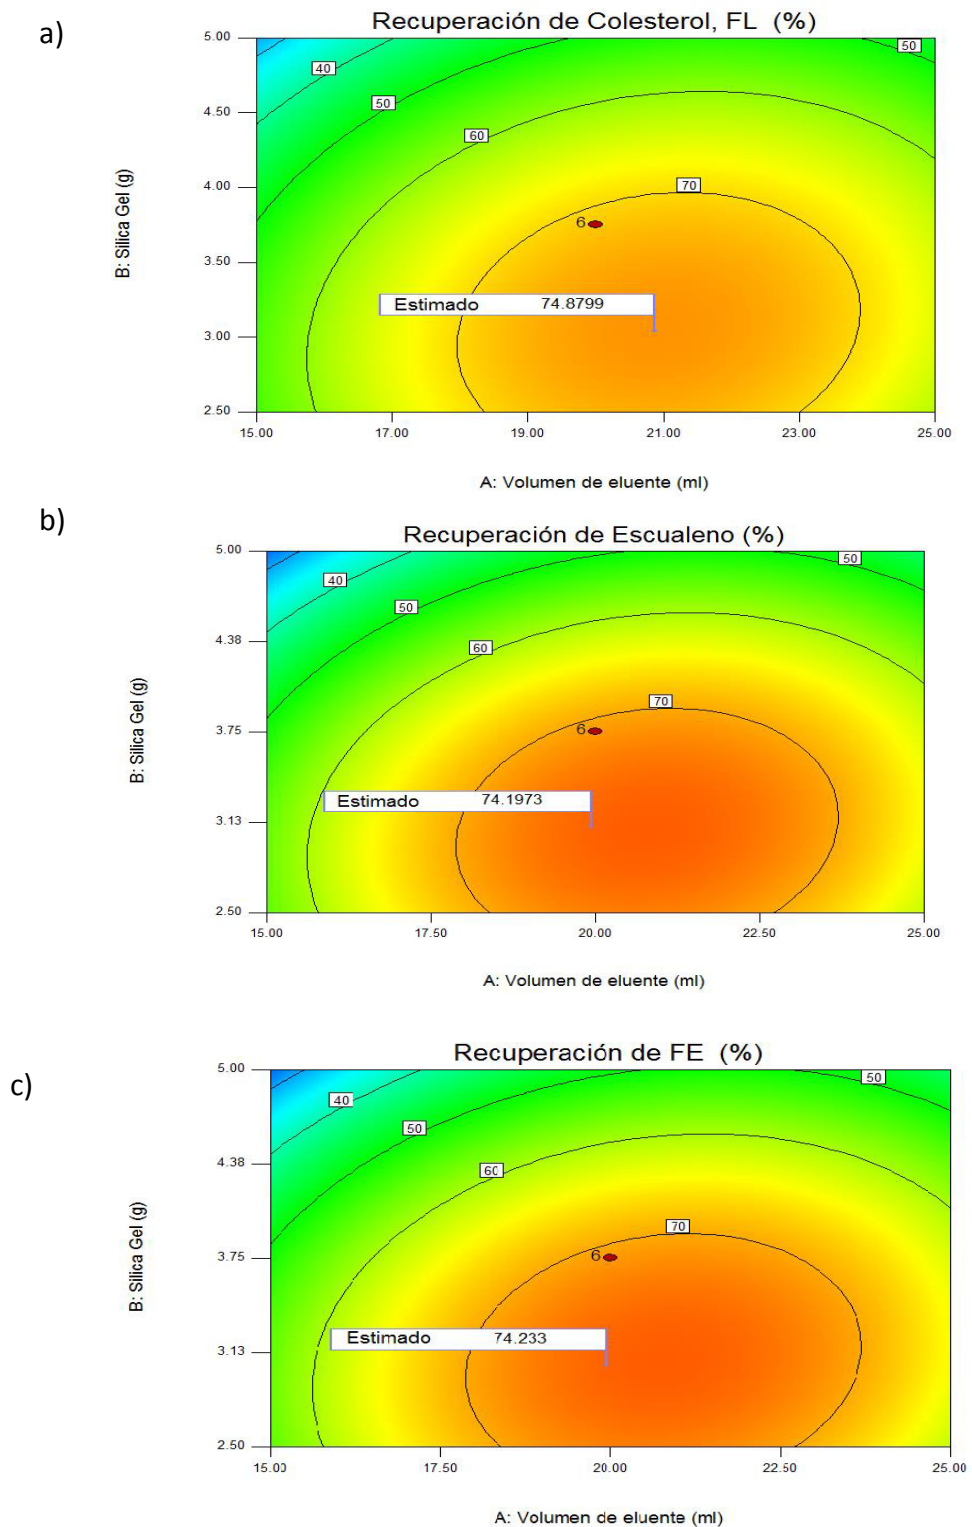 a)
Recuperación de Colesterol, FL (%)
5.00
4.50
4.00
3.50
3.00
2.50
B: Silica Gel (g)
40
50
50
60
70
6
Estimado 74.8799
15.00 17.00 19.00 21.00 23.00 25.00
A: Volumen de eluente (ml)
b)
Recuperación de Escualeno (%)
5.00
4.38
3.75
3.13
2.50
B: Silica Gel (g)
40
50
50
60
70
6
Estimado 74.1973
15.00 17.50 20.00 22.50 25.00
A: Volumen de eluente (ml)
c)
Recuperación de FE (%)
5.00
4.38
3.75
3.13
2.50
B: Silica Gel (g)
40
50
50
60
70
6
Estimado 74.233
15.00 17.50 20.00 22.50 25.00
A: Volumen de eluente (ml)